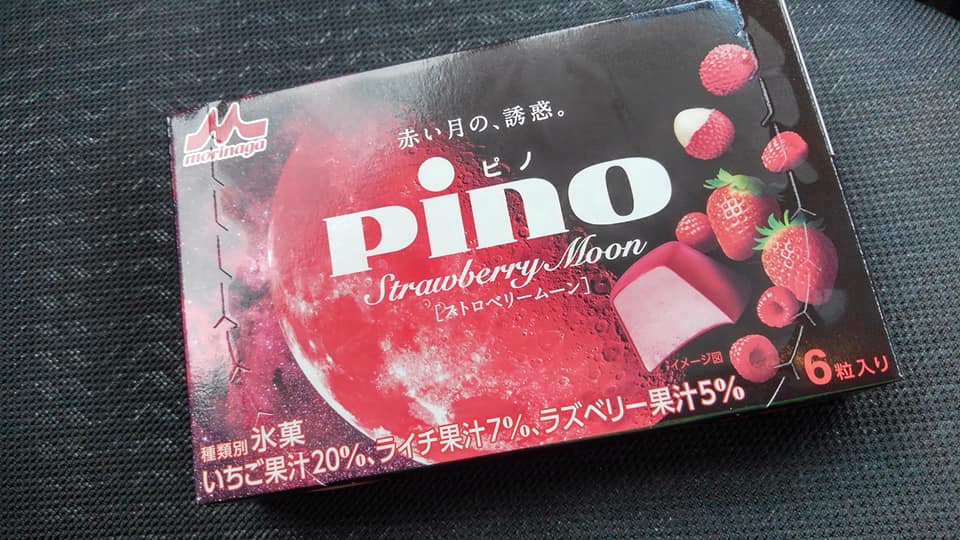 morinaga
赤い月の、誘惑。
ピノ
Pino
Strawberry Moon
[ストロベリームーン]
イメージ図
6粒入り
種類別 氷菓
いちご果汁20%、ライチ果汁7%、ラズベリー果汁5%